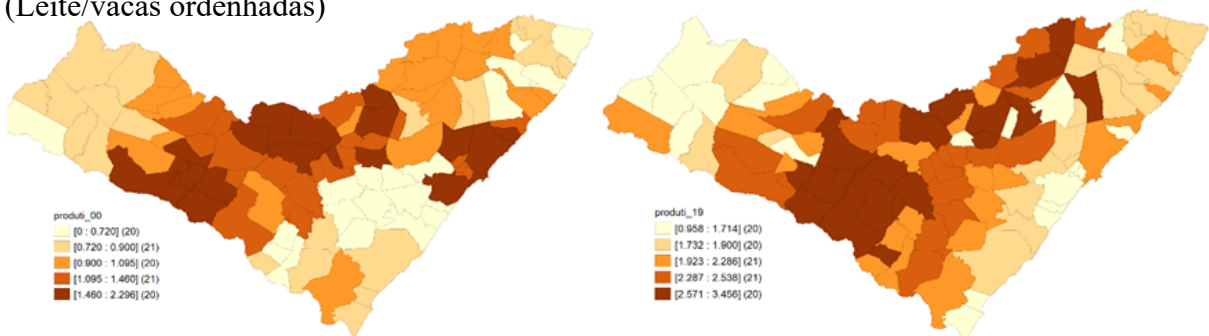 (Leite/vacas ordenhadas)
produti_00
[0 : 0.720] (20)
[0.720 : 0.900] (21)
[0.900 : 1.095] (20)
[1.095 : 1.460] (21)
[1.460 : 2.296] (20)
produti_19
[0.958 : 1.714] (20)
[1.732 : 1.900] (20)
[1.923 : 2.286] (21)
[2.287 : 2.538] (21)
[2.571 : 3.456] (20)